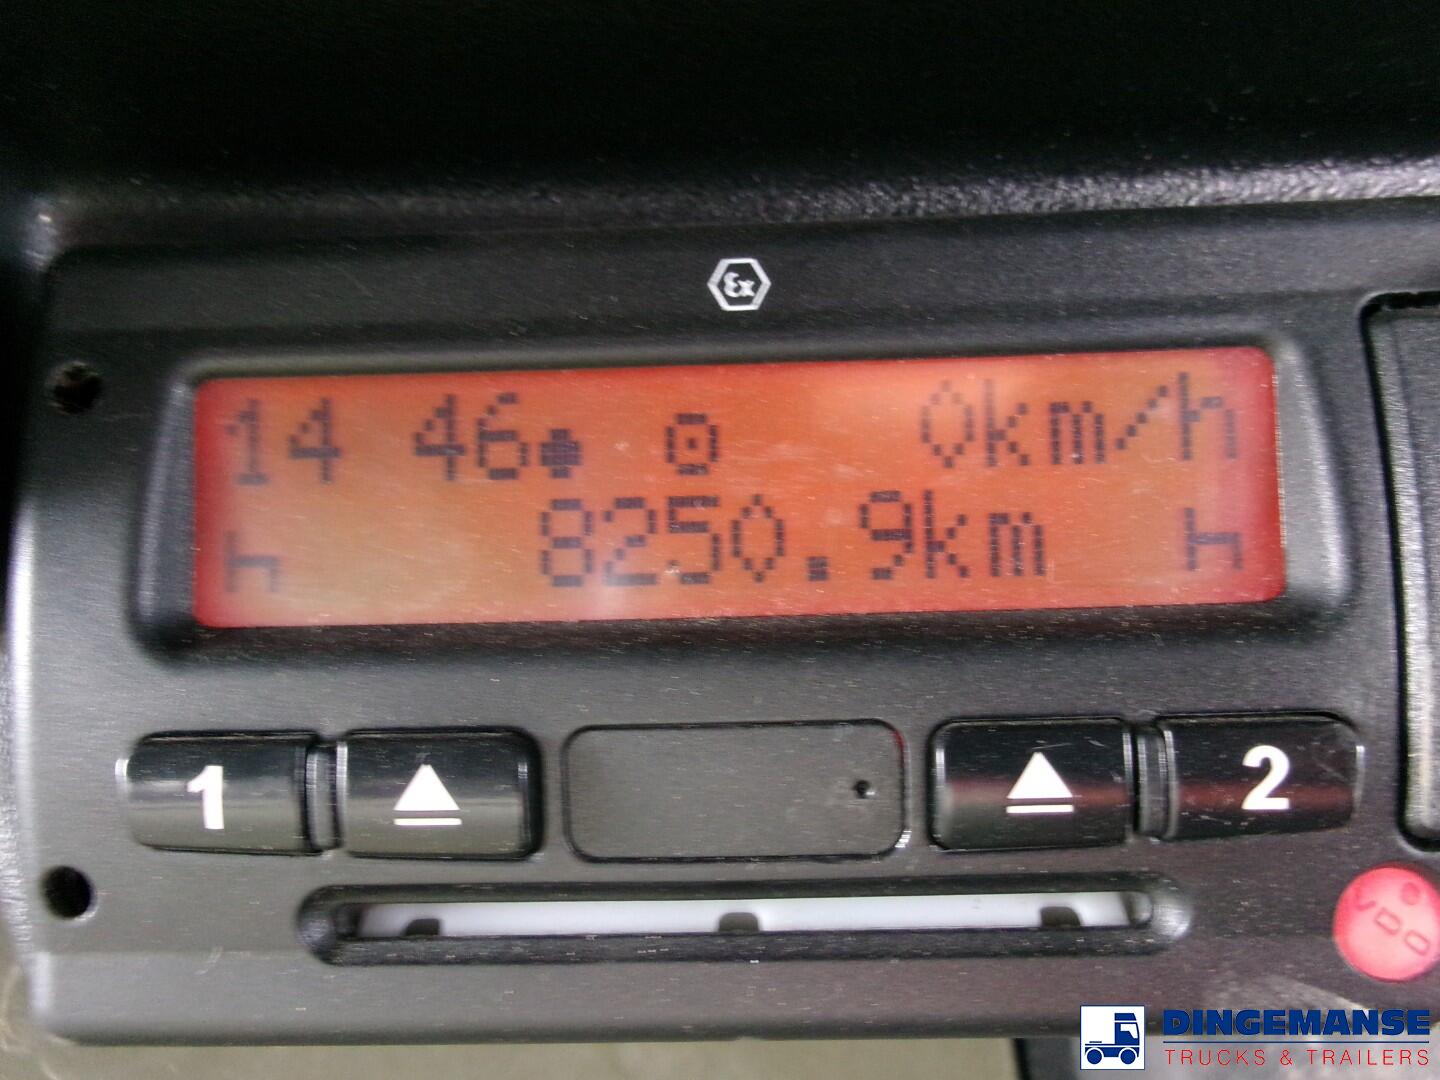 Ex
14 46 0km/h
h 8250.9km h
1 2
VDO
DINGEMANSE
TRUCKS & TRAILERS